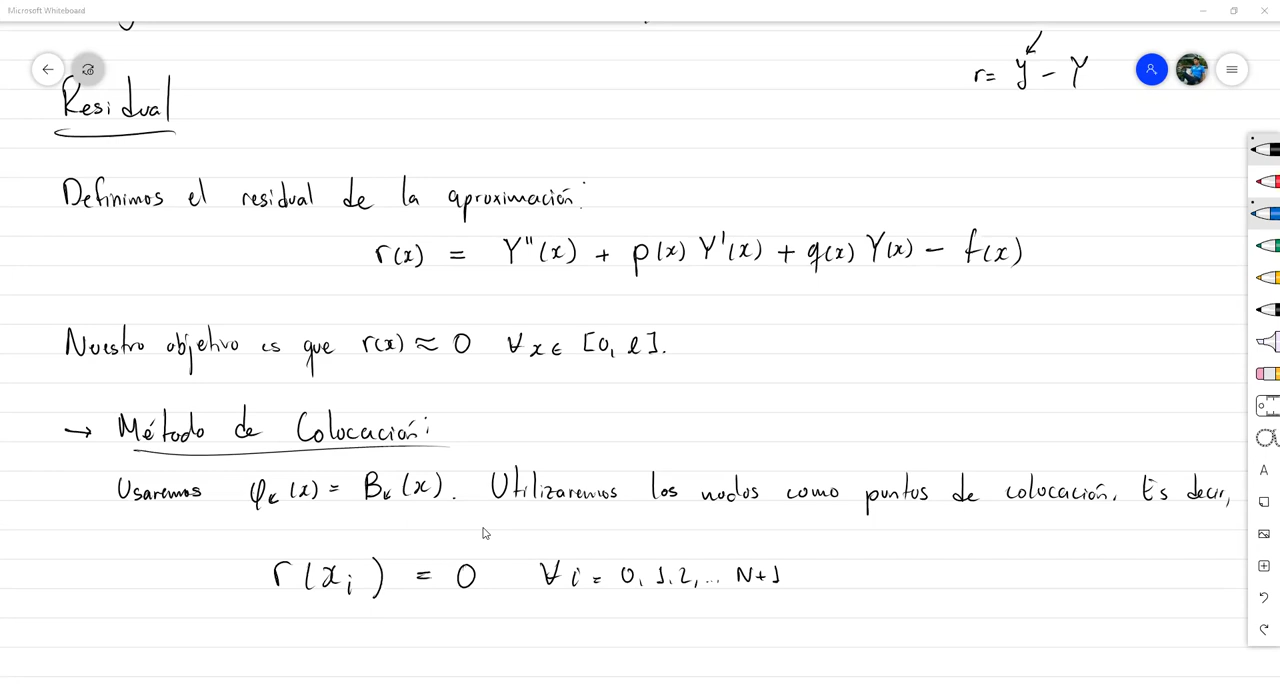 Microsoft Whiteboard
r = y - Y
Residual
Definimos el residual de la aproximación:
r(x) = Y''(x) + p(x) Y'(x) + q(x) Y(x) - f(x)
Nuestro objetivo es que r(x) ≈ 0 ∀ x ∈ [0, l].
→ Método de Colocación:
Usaremos φₖ(x) = Bₖ(x). Utilizaremos los nodos como puntos de colocación. Es decir,
r(xᵢ) = 0 ∀ i = 0, 1, 2, ... N+1
A